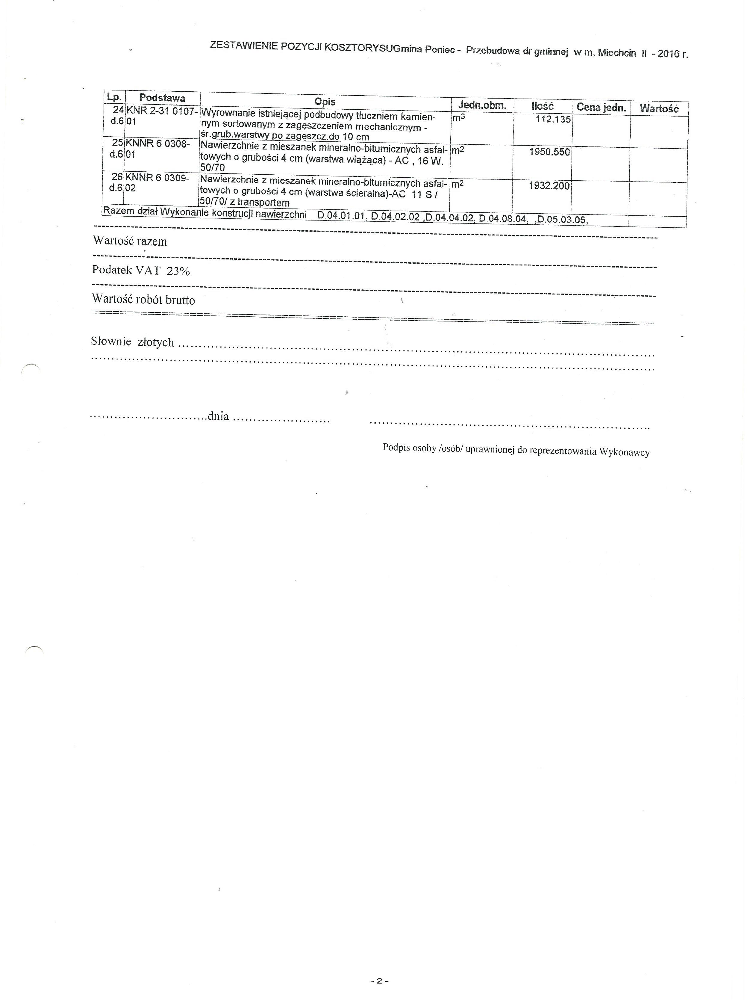 ZESTAWIENIE POZYCJI KOSZTORYSUGmina Poniec - Przebudowa dr gminnej w m. Miechcin II - 2016 r.
Lp. Podstawa Opis Jedn.obm. Ilość Cena jedn. Wartość
24 KNR 2-31 0107- Wyrownanie istniejącej podbudowy tłuczniem kamien- m3 112.135
d.6 01 nym sortowanym z zagęszczeniem mechanicznym -
śr.grub.warstwy po zagęszcz.do 10 cm
25 KNNR 6 0308- Nawierzchnie z mieszanek mineralno-bitumicznych asfal- m2 1950.550
d.6 01 towych o grubości 4 cm (warstwa wiążąca) - AC , 16 W.
50/70
26 KNNR 6 0309- Nawierzchnie z mieszanek mineralno-bitumicznych asfal- m2 1932.200
d.6 02 towych o grubości 4 cm (warstwa ścieralna)-AC 11 S /
50/70/ z transportem
Razem dział Wykonanie konstrucji nawierzchni D.04.01.01, D.04.02.02 ,D.04.04.02, D.04.08.04, ,D.05.03.05,
Wartość razem
Podatek VAT 23%
Wartość robót brutto
Słownie złotych ..........
..........dnia ..........
Podpis osoby /osób/ uprawnionej do reprezentowania Wykonawcy
- 2 -